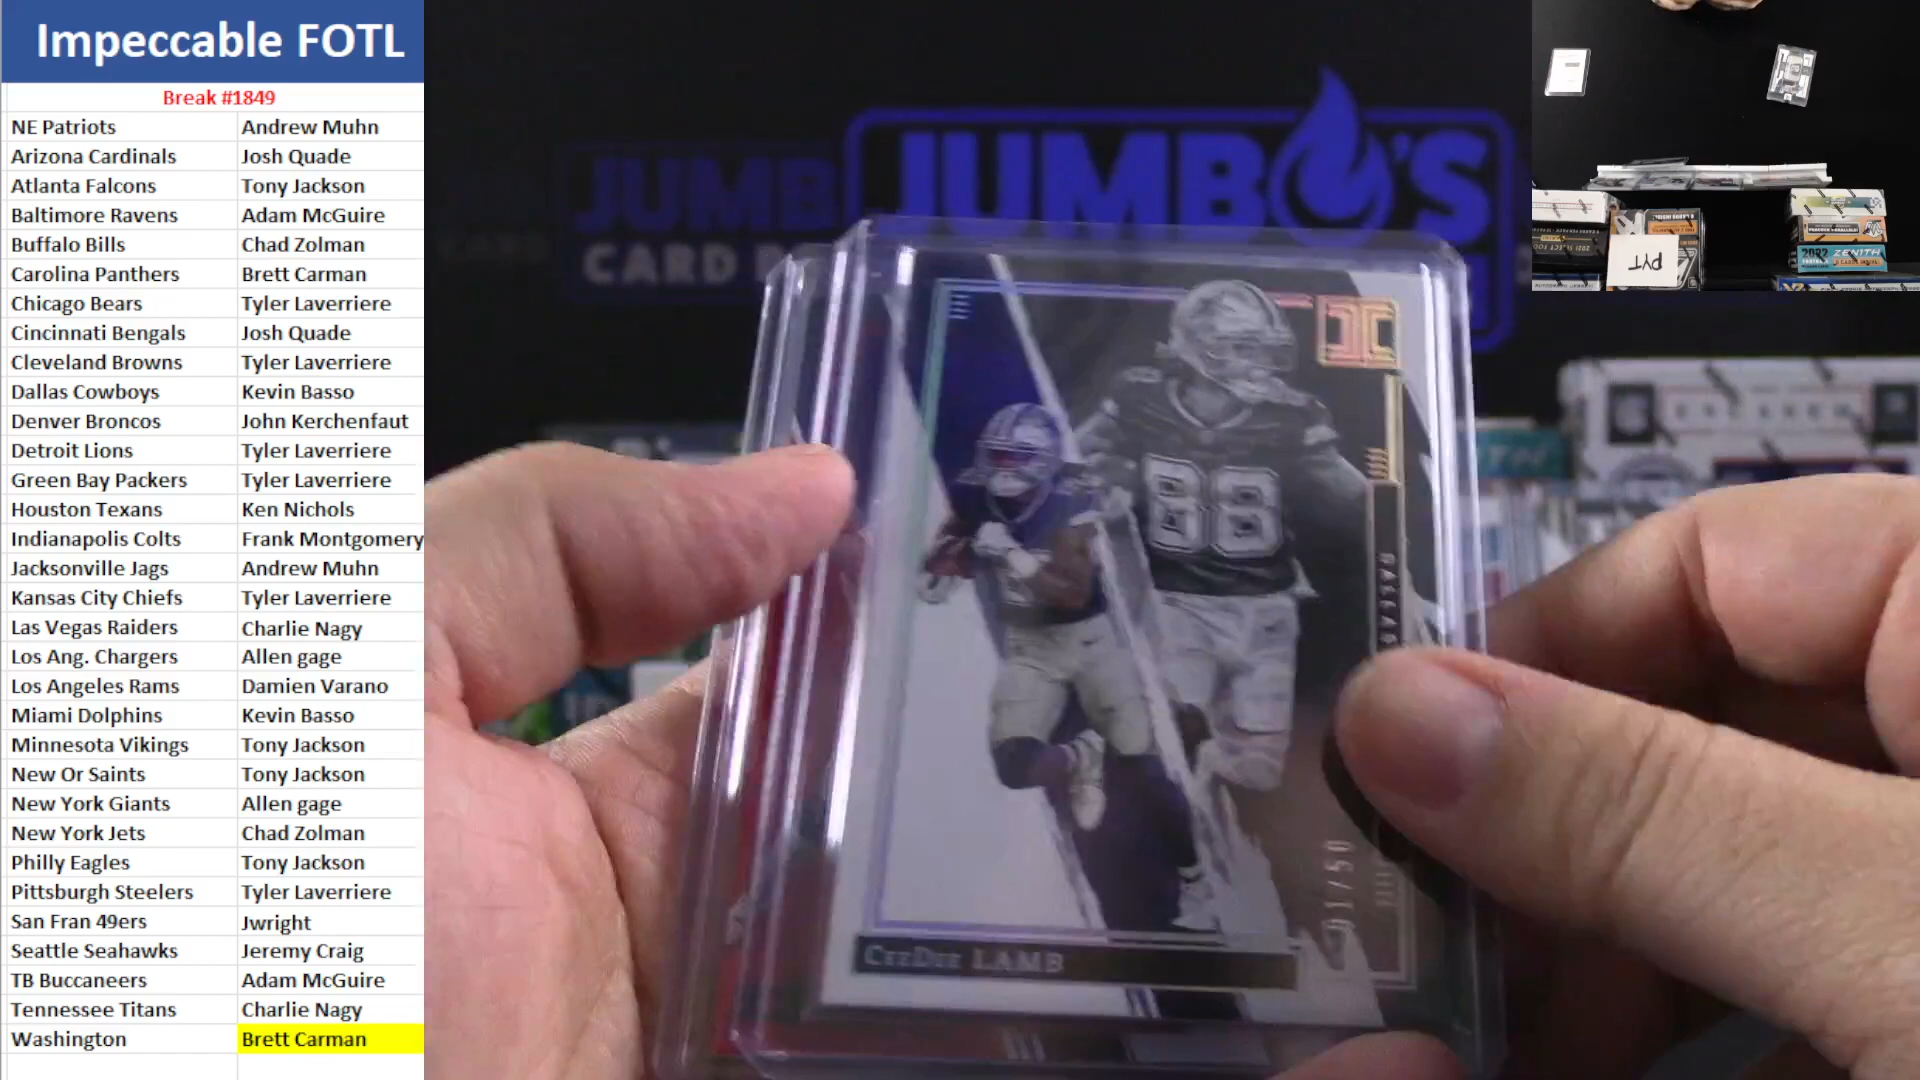 Impeccable FOTL
Break #1849
NE Patriots Andrew Muhn
Arizona Cardinals Josh Quade
Atlanta Falcons Tony Jackson
Baltimore Ravens Adam McGuire
Buffalo Bills Chad Zolman
Carolina Panthers Brett Carman
Chicago Bears Tyler Laverriere
Cincinnati Bengals Josh Quade
Cleveland Browns Tyler Laverriere
Dallas Cowboys Kevin Basso
Denver Broncos John Kerchenfaut
Detroit Lions Tyler Laverriere
Green Bay Packers Tyler Laverriere
Houston Texans Ken Nichols
Indianapolis Colts Frank Montgomery
Jacksonville Jags Andrew Muhn
Kansas City Chiefs Tyler Laverriere
Las Vegas Raiders Charlie Nagy
Los Ang. Chargers Allen gage
Los Angeles Rams Damien Varano
Miami Dolphins Kevin Basso
Minnesota Vikings Tony Jackson
New Or Saints Tony Jackson
New York Giants Allen gage
New York Jets Chad Zolman
Philly Eagles Tony Jackson
Pittsburgh Steelers Tyler Laverriere
San Fran 49ers Jwright
Seattle Seahawks Jeremy Craig
TB Buccaneers Adam McGuire
Tennessee Titans Charlie Nagy
Washington Brett Carman
JUMB
CARD
JUMBO'S
88
CEEDEE LAMB
01/50
PYT
2022 ZENITH